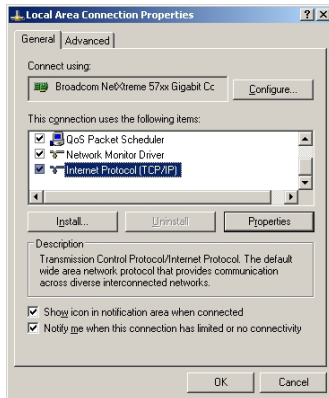 Local Area Connection Properties
General Advanced
Connect using:
Broadcom NetXtreme 57xx Gigabit Cc
Configure...
This connection uses the following items:
QoS Packet Scheduler
Network Monitor Driver
Internet Protocol (TCP/IP)
Install... Uninstall Properties
Description
Transmission Control Protocol/Internet Protocol. The default
wide area network protocol that provides communication
across diverse interconnected networks.
Show icon in notification area when connected
Notify me when this connection has limited or no connectivity
OK Cancel